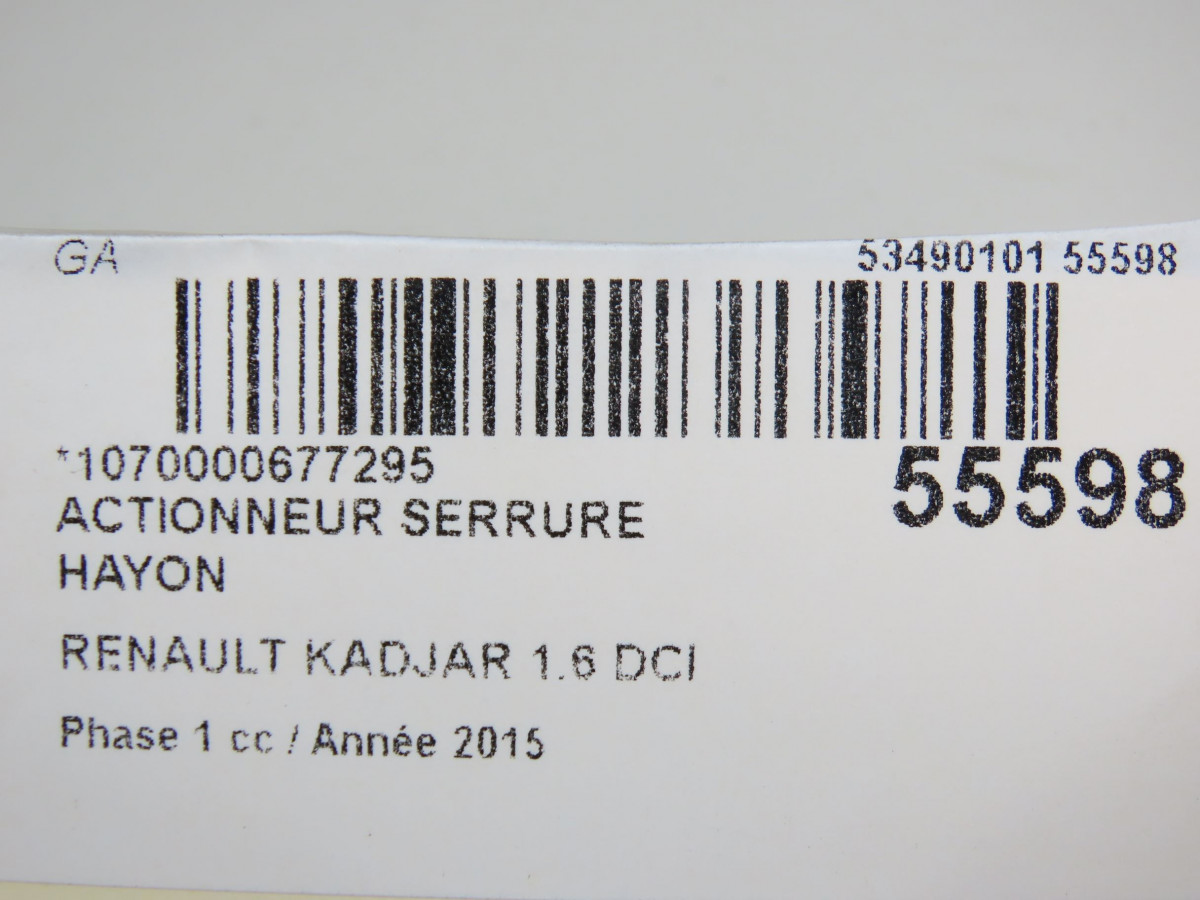 GA 53490101 55598
*1070000677295 55598
ACTIONNEUR SERRURE
HAYON
RENAULT KADJAR 1.6 DCI
Phase 1 cc / Année 2015